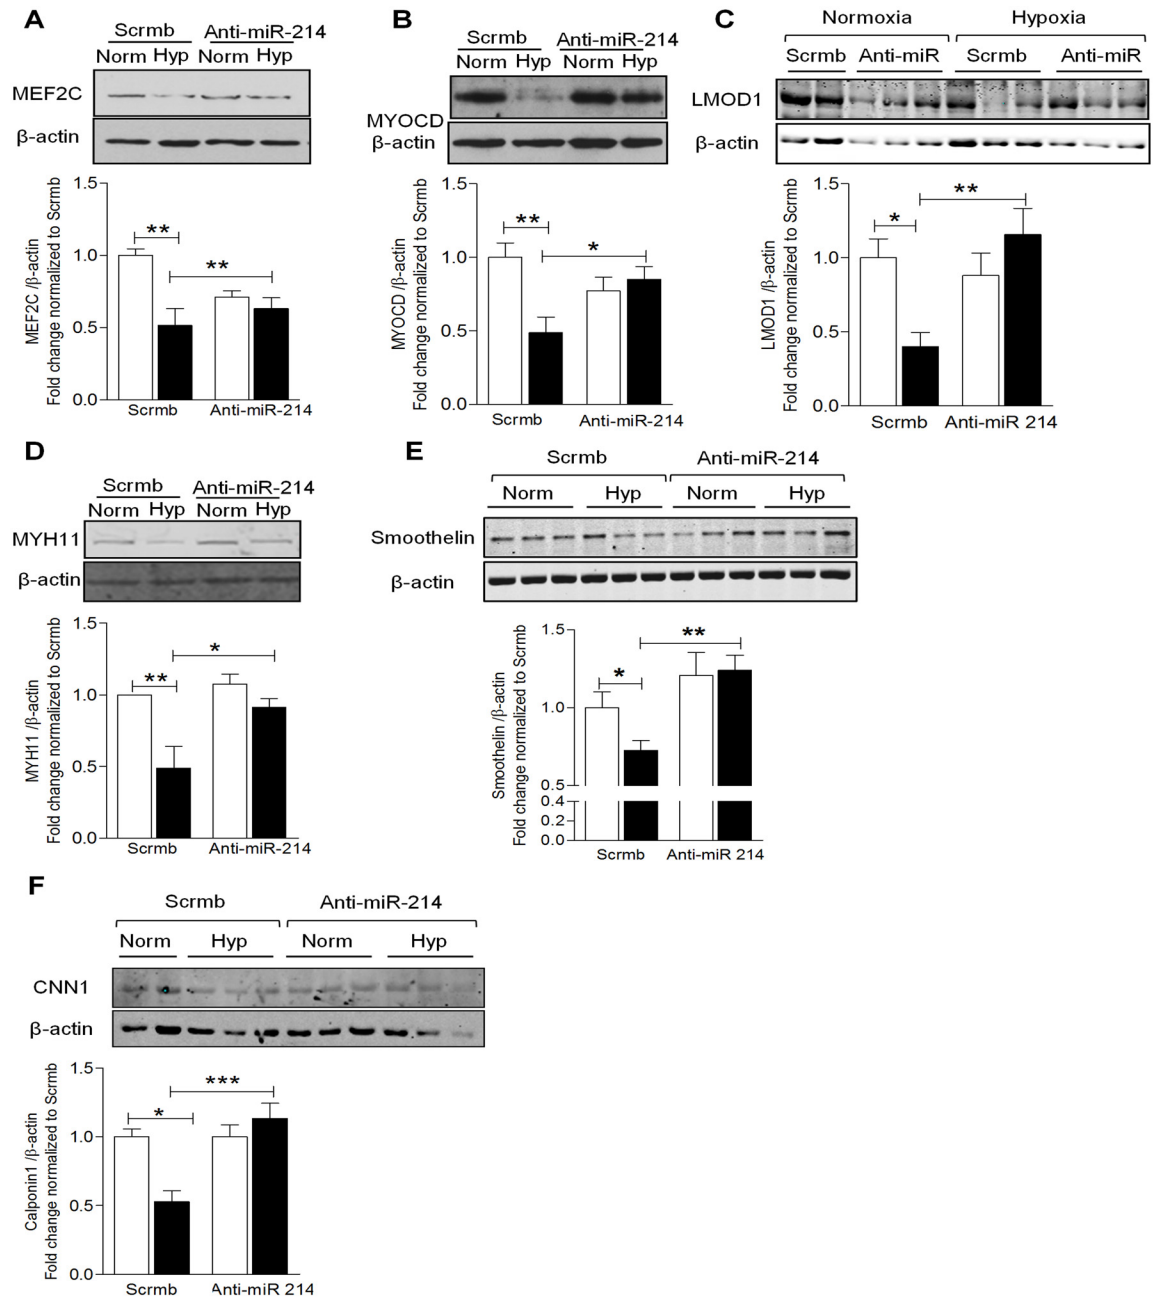 A
Scrmb Anti-miR-214
Norm Hyp Norm Hyp
MEF2C
β-actin
MEF2C /β-actin
Fold change normalized to Scrmb
1.5
1.0
0.5
0.0
**
**
Scrmb Anti-miR-214
B
Scrmb Anti-miR-214
Norm Hyp Norm Hyp
MYOCD
β-actin
MYOCD /β-actin
Fold change normalized to Scrmb
1.5
1.0
0.5
0.0
**
*
Scrmb Anti-miR-214
C
Normoxia Hypoxia
Scrmb Anti-miR Scrmb Anti-miR
LMOD1
β-actin
LMOD1 /β-actin
Fold change normalized to Scrmb
1.5
1.0
0.5
0.0
*
**
Scrmb Anti-miR 214
D
Scrmb Anti-miR-214
Norm Hyp Norm Hyp
MYH11
β-actin
MYH11 /β-actin
Fold change normalized to Scrmb
1.5
1.0
0.5
0.0
**
*
Scrmb Anti-miR-214
E
Scrmb Anti-miR-214
Norm Hyp Norm Hyp
Smoothelin
β-actin
Smoothelin /β-actin
Fold change normalized to Scrmb
1.5
1.0
0.5
0.4
0.2
0.0
*
**
Scrmb Anti-miR 214
F
Scrmb Anti-miR-214
Norm Hyp Norm Hyp
CNN1
β-actin
Calponin1 /β-actin
Fold change normalized to Scrmb
1.5
1.0
0.5
0.0
*
***
Scrmb Anti-miR 214